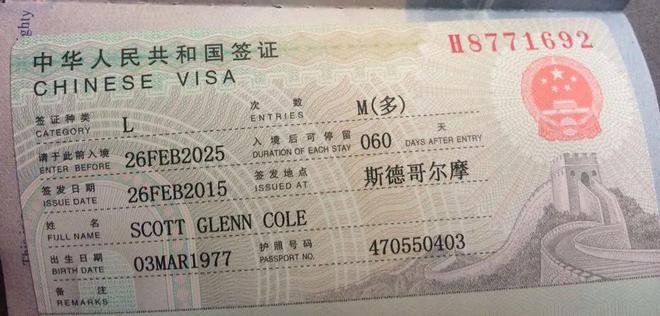 ghty
中华人民共和国签证 H8771692
CHINESE VISA
签证种类 CATEGORY L 次数 ENTRIES M(多)
请于此前入境 ENTER BEFORE 26FEB2025 入境后可停留 DURATION OF EACH STAY 060 天 DAYS AFTER ENTRY
签发日期 ISSUE DATE 26FEB2015 签发地点 ISSUED AT 斯德哥尔摩
姓名 FULL NAME SCOTT GLENN COLE
出生日期 BIRTH DATE 03MAR1977 护照号码 PASSPORT NO. 470550403
备注 REMARKS